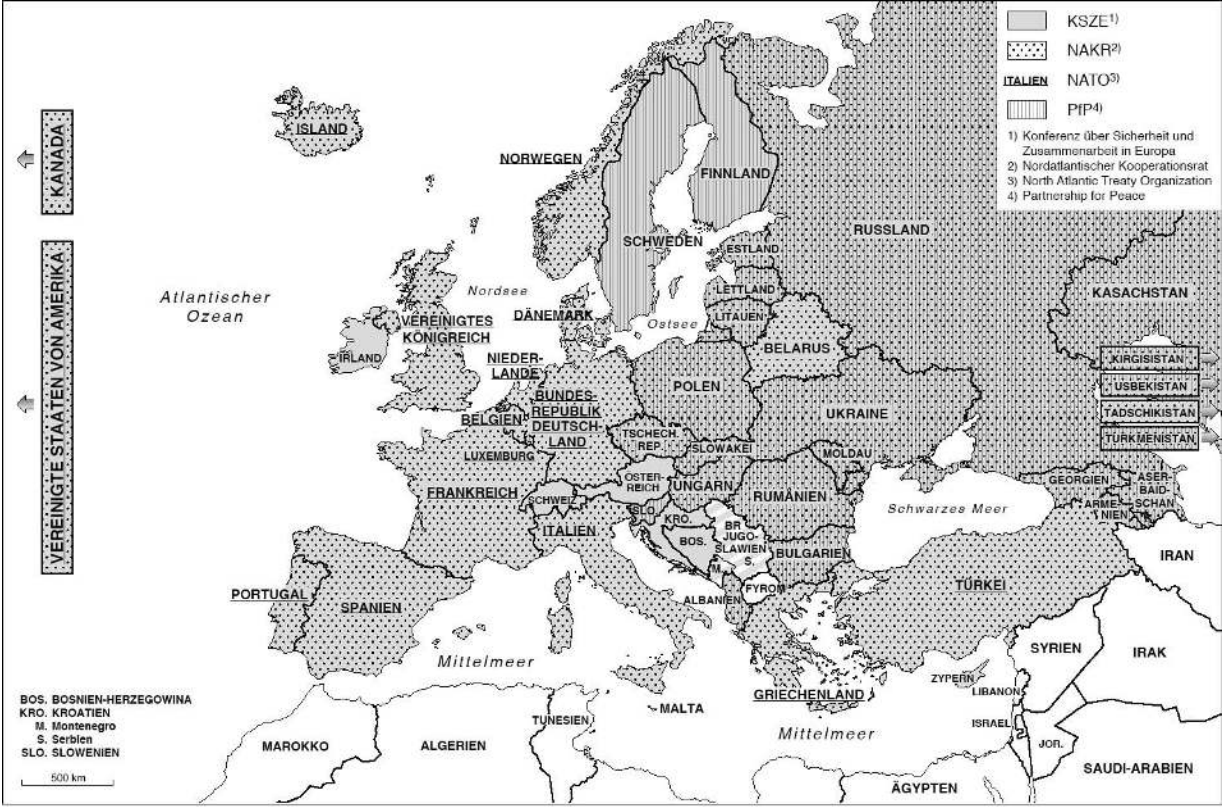 KSZE1)
NAKR2)
ITALIEN NATO3)
PfP4)
1) Konferenz über Sicherheit und
Zusammenarbeit in Europa
2) Nordatlantischer Kooperationsrat
3) North Atlantic Treaty Organization
4) Partnership for Peace
KANADA
VEREINIGTE STAATEN VON AMERIKA
ISLAND
NORWEGEN
FINNLAND
SCHWEDEN
RUSSLAND
ESTLAND
LETTLAND
LITAUEN
KASACHSTAN
Atlantischer
Ozean
Nordsee
Ostsee
DÄNEMARK
VEREINIGTES
KÖNIGREICH
IRLAND
BELARUS
KIRGISISTAN
USBEKISTAN
TADSCHIKISTAN
TURKMENISTAN
NIEDER-
LANDE
POLEN
BUNDES-
REPUBLIK
DEUTSCH-
LAND
BELGIEN
UKRAINE
LUXEMBURG
TSCHECH.
REP.
SLOWAKEI
MOLDAU
FRANKREICH
ÖSTER-
REICH
UNGARN
RUMÄNIEN
SCHWEIZ
SLO.
KRO.
ITALIEN
BOS.
BR
JUGO-
SLAWIEN
S.
M.
BULGARIEN
FYROM
ALBANIEN
Schwarzes Meer
GEORGIEN
ASER-
BAID-
SCHAN
ARME-
NIEN
IRAN
PORTUGAL
SPANIEN
TÜRKEI
Mittelmeer
GRIECHENLAND
SYRIEN
IRAK
ZYPERN
LIBANON
MALTA
ISRAEL
TUNESIEN
Mittelmeer
JOR.
MAROKKO
ALGERIEN
ÄGYPTEN
SAUDI-ARABIEN
BOS. BOSNIEN-HERZEGOWINA
KRO. KROATIEN
M. Montenegro
S. Serbien
SLO. SLOWENIEN
500 km